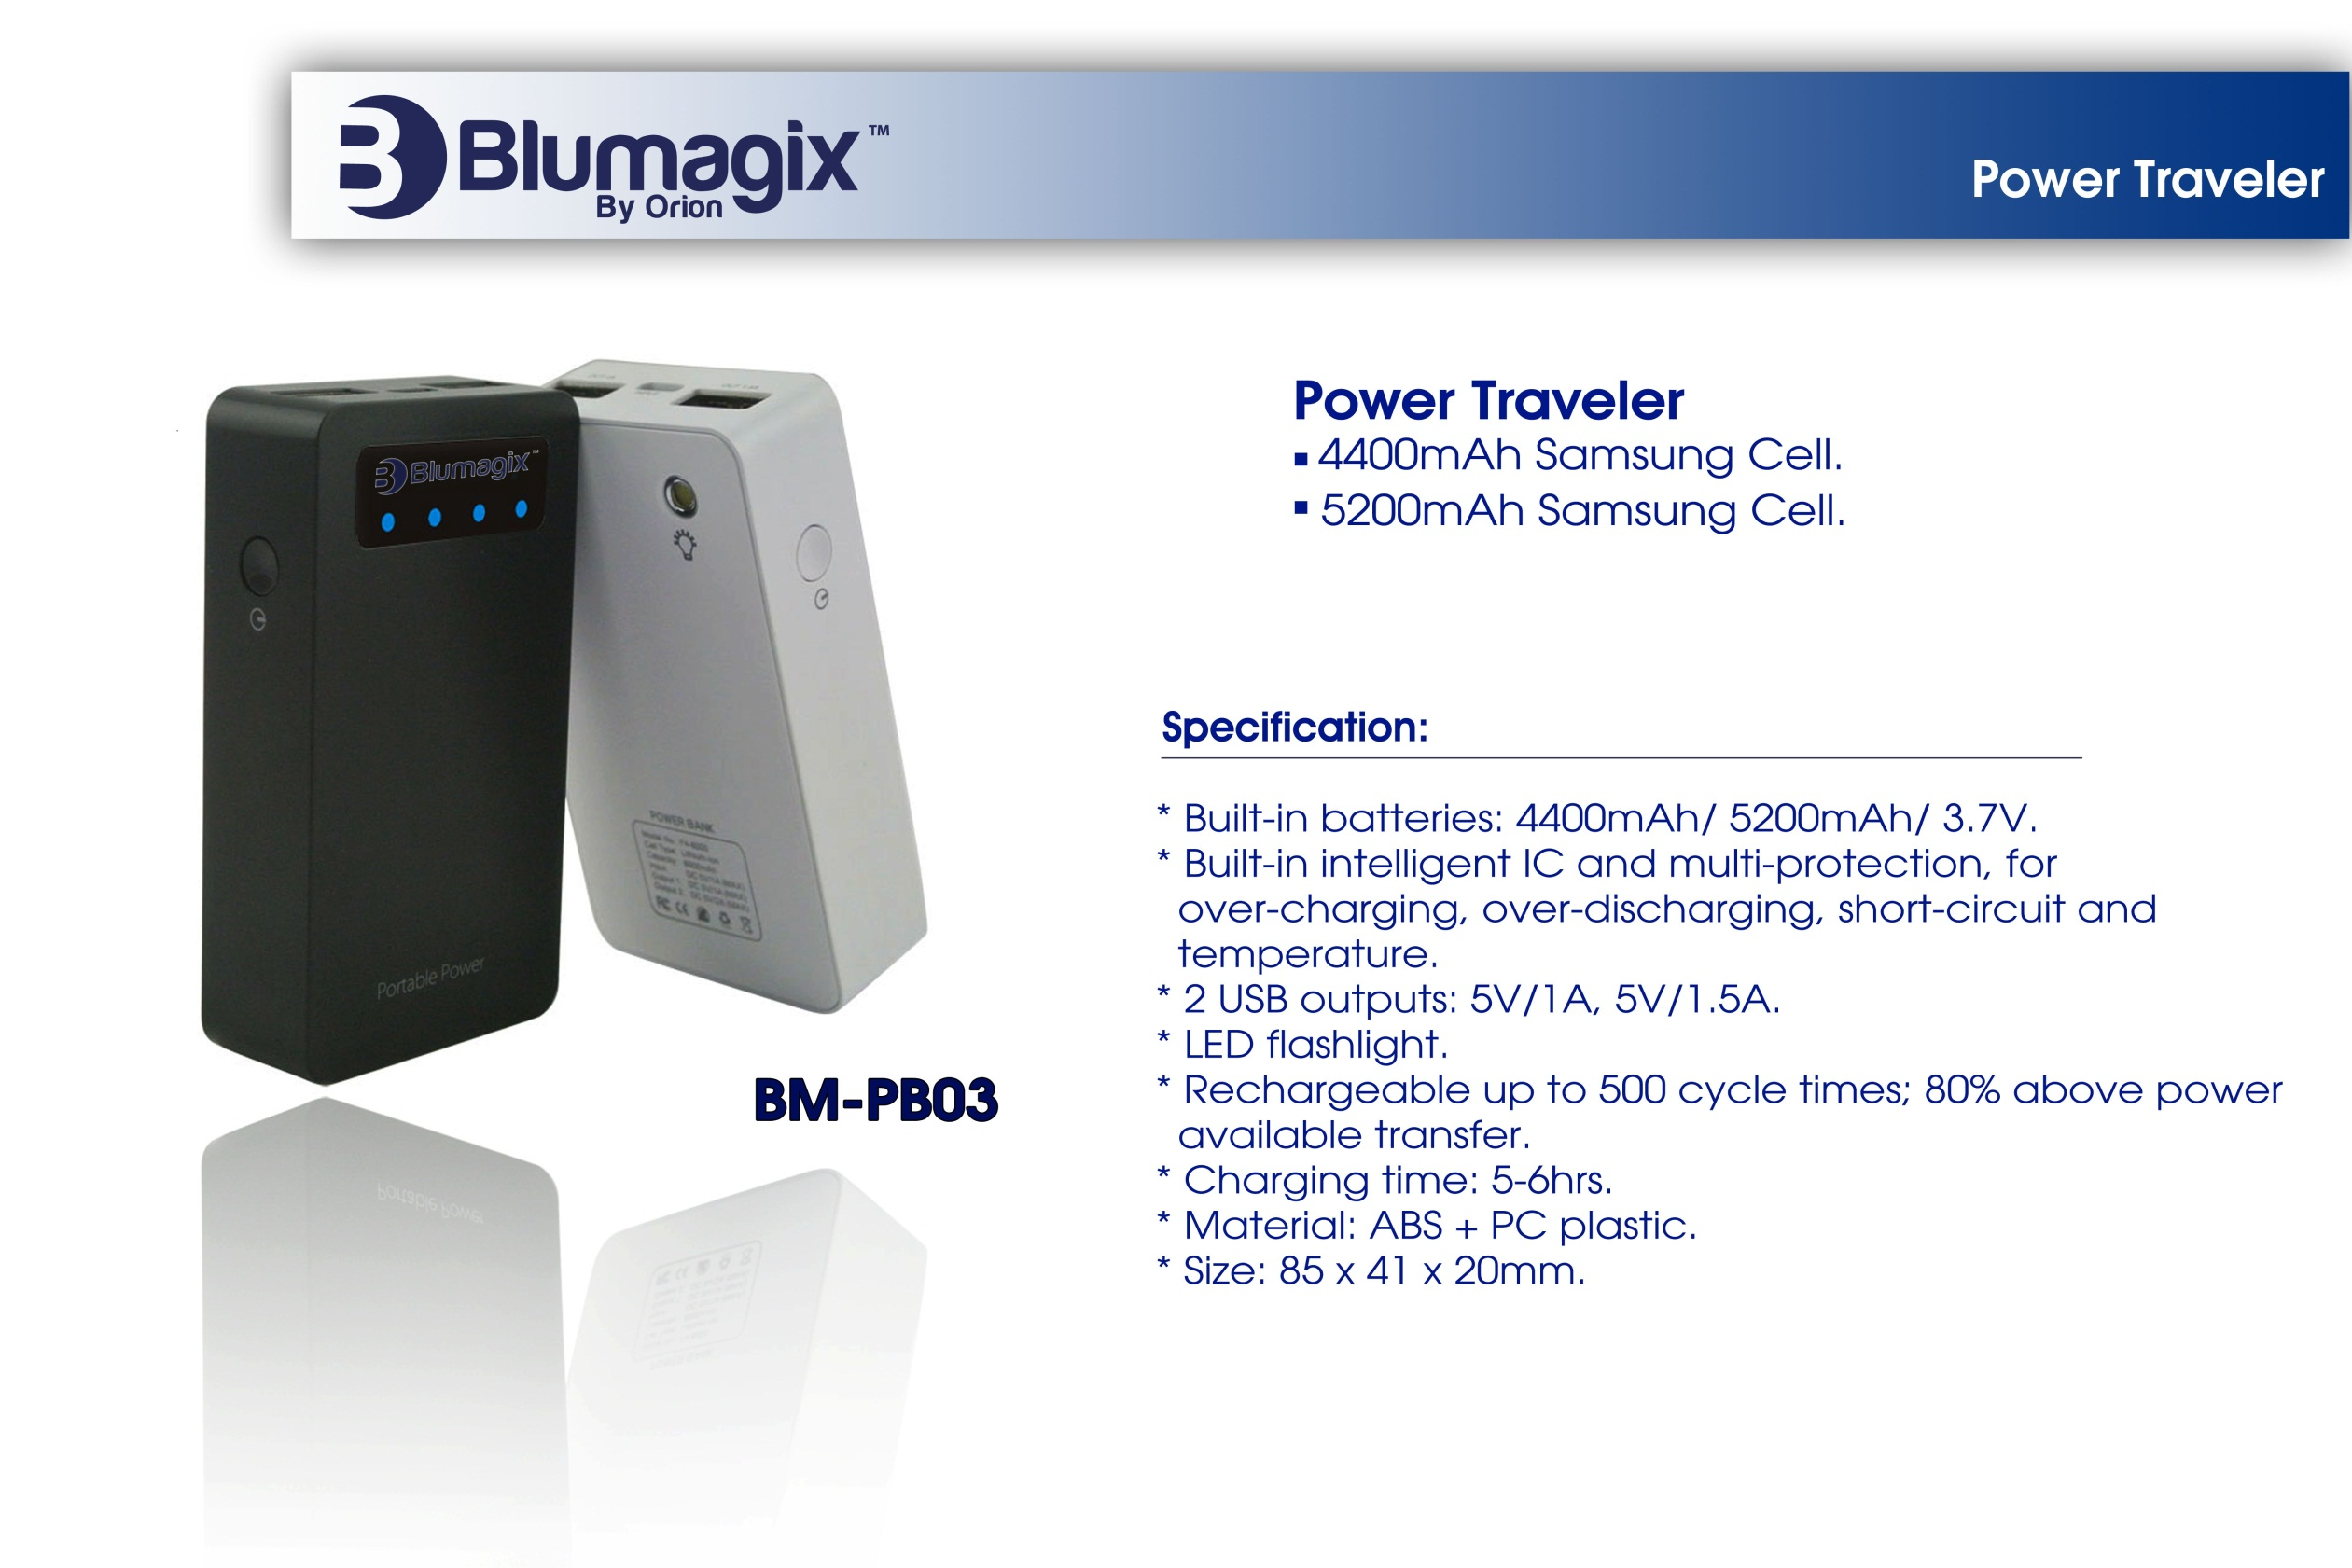 B Blumagix™
By Orion
Power Traveler
Blumagix™
Portable Power
POWER BANK
BM-PB03
Power Traveler
▪ 4400mAh Samsung Cell.
▪ 5200mAh Samsung Cell.
Specification:
* Built-in batteries: 4400mAh/ 5200mAh/ 3.7V.
* Built-in intelligent IC and multi-protection, for
over-charging, over-discharging, short-circuit and
temperature.
* 2 USB outputs: 5V/1A, 5V/1.5A.
* LED flashlight.
* Rechargeable up to 500 cycle times; 80% above power
available transfer.
* Charging time: 5-6hrs.
* Material: ABS + PC plastic.
* Size: 85 x 41 x 20mm.